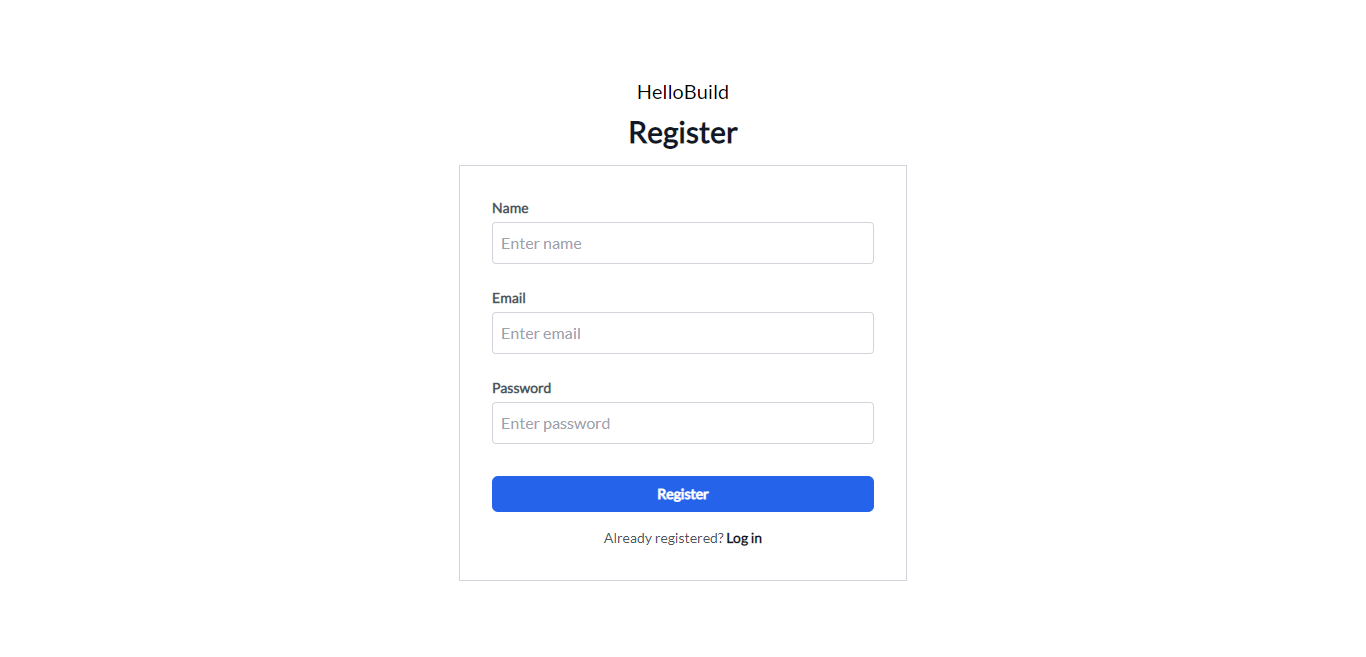 HelloBuild
Register
Name
Enter name
Email
Enter email
Password
Enter password
Register
Already registered? Log in